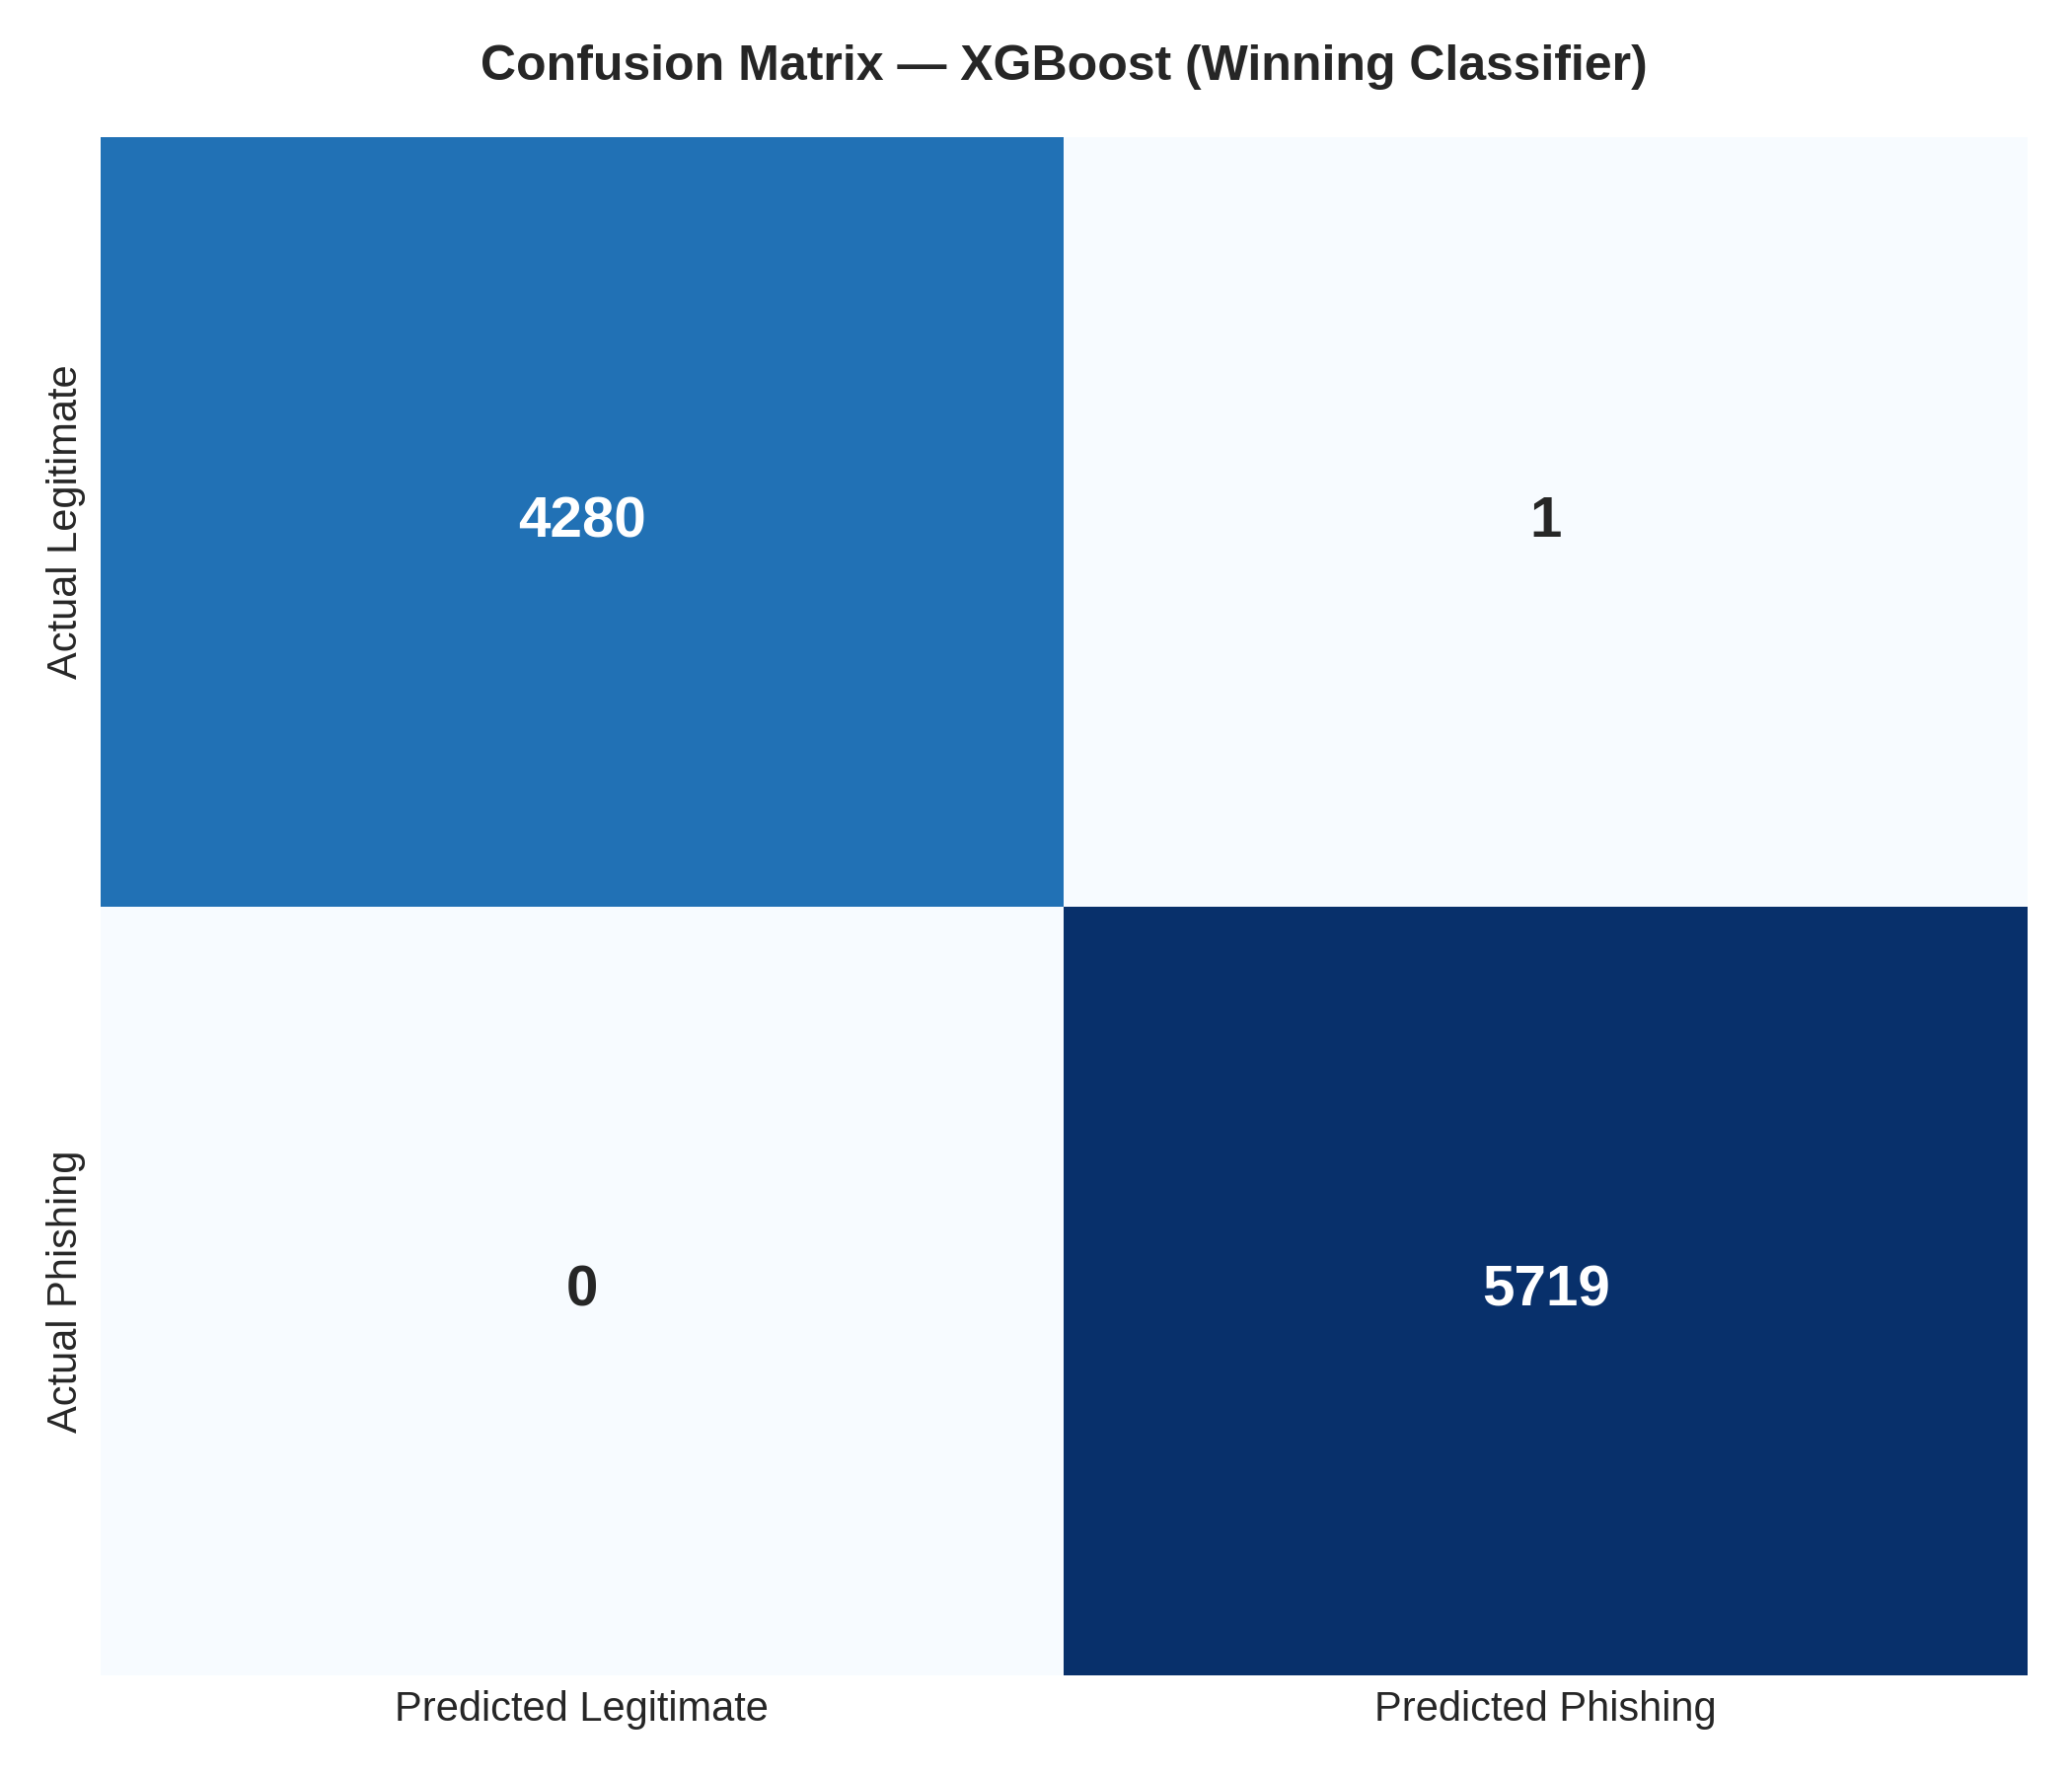 Confusion Matrix — XGBoost (Winning Classifier)
Actual Legitimate
4280
1
Actual Phishing
0
5719
Predicted Legitimate
Predicted Phishing